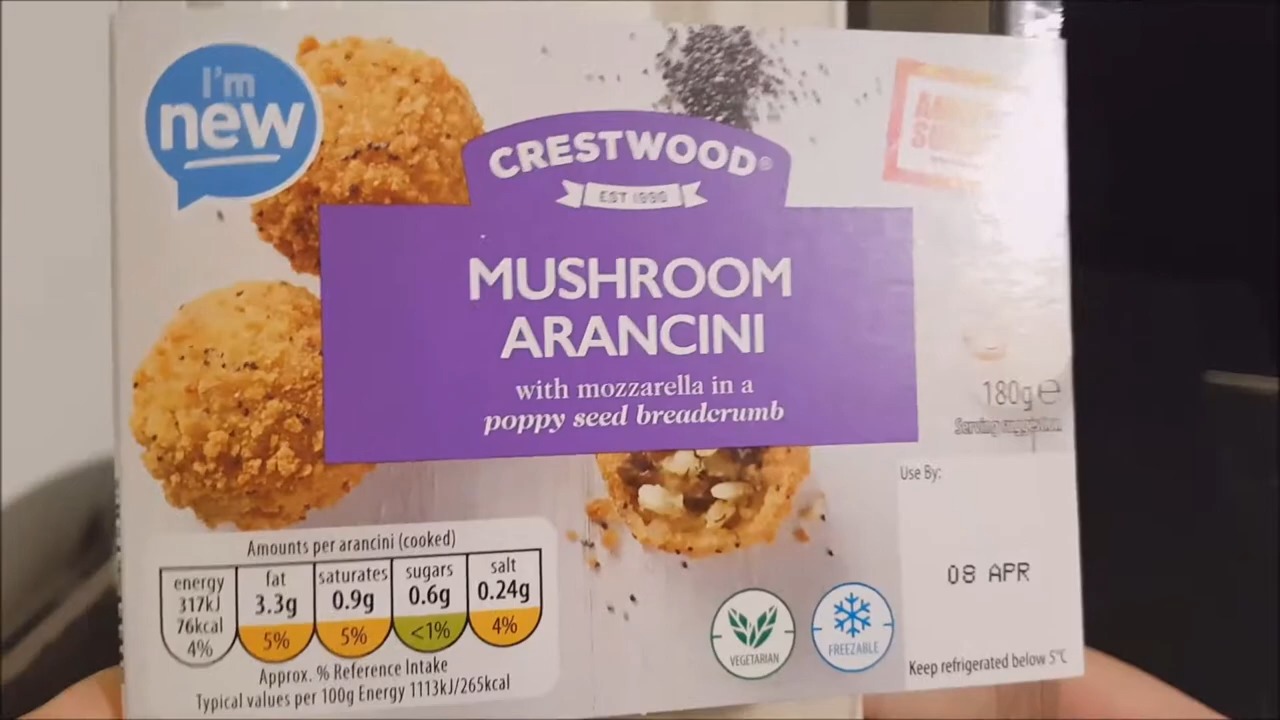 I'm
new
CRESTWOOD®
EST 1990
MUSHROOM
ARANCINI
with mozzarella in a
poppy seed breadcrumb
180g e
Serving suggestion
Use By:
08 APR
Keep refrigerated below 5°C
VEGETARIAN
FREEZABLE
Amounts per arancini (cooked)
energy 317kJ 76kcal 4%
fat 3.3g 5%
saturates 0.9g 5%
sugars 0.6g <1%
salt 0.24g 4%
Approx. % Reference Intake
Typical values per 100g Energy 1113kJ/265kcal